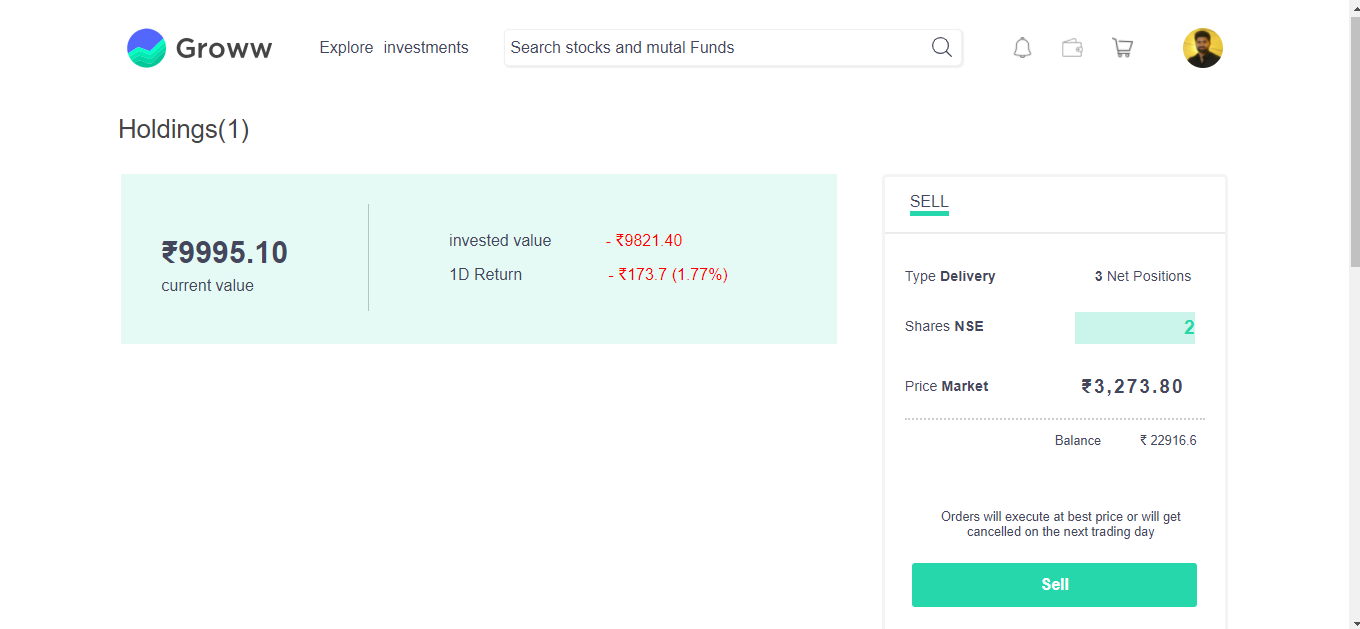 Groww
Explore investments
Search stocks and mutal Funds
Holdings(1)
₹9995.10
current value
invested value - ₹9821.40
1D Return - ₹173.7 (1.77%)
SELL
Type Delivery 3 Net Positions
Shares NSE 2
Price Market ₹3,273.80
Balance ₹ 22916.6
Orders will execute at best price or will get
cancelled on the next trading day
Sell